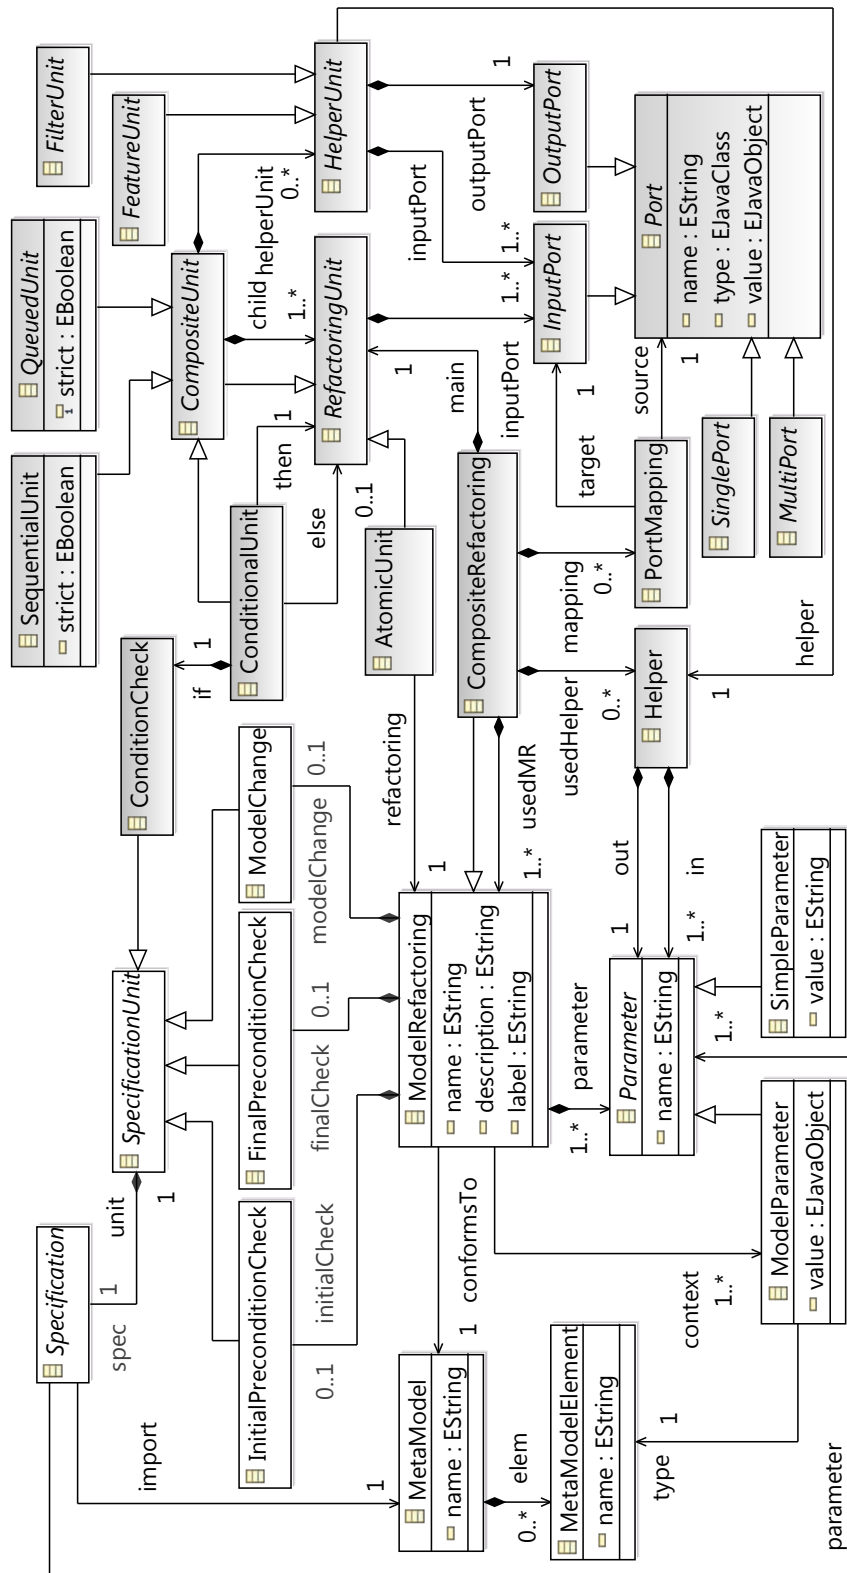 Specification
spec
1
unit
1
import
1
SpecificationUnit
ConditionCheck
if
1
SequentialUnit
strict : EBoolean
QueuedUnit
strict : EBoolean
FilterUnit
FeatureUnit
InitialPreconditionCheck
0..1
initialCheck
FinalPreconditionCheck
0..1
finalCheck
ModelChange
0..1
modelChange
ConditionalUnit
then
1
else
0..1
CompositeUnit
child
1..*
helperUnit
0..*
RefactoringUnit
HelperUnit
AtomicUnit
refactoring
1
main
1
inputPort
1..*
inputPort
1..*
outputPort
1
MetaModel
name : EString
conformsTo
1
ModelRefactoring
name : EString
description : EString
label : EString
usedMR
1..*
CompositeRefactoring
usedHelper
0..*
mapping
0..*
target
1
InputPort
OutputPort
elem
0..*
MetaModelElement
name : EString
type
1
parameter
1..*
Parameter
name : EString
1..*
out
1
in
1..*
Helper
helper
1
PortMapping
source
1
Port
name : EString
type : EJavaClass
value : EJavaObject
SinglePort
MultiPort
context
1..*
ModelParameter
value : EJavaObject
SimpleParameter
value : EString
parameter